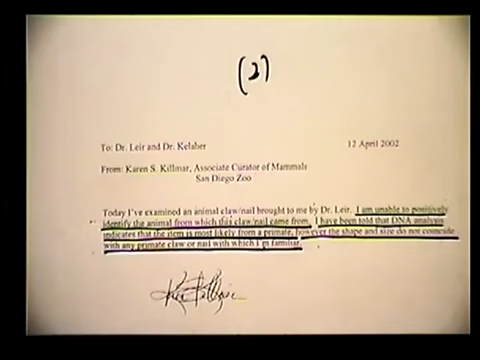 (2)
To: Dr. Leir and Dr. Kelaher 12 April 2002
From: Karen S. Killmar, Associate Curator of Mammals
San Diego Zoo
Today I've examined an animal claw/nail brought to me by Dr. Leir. I am unable to positively
identify the animal from which this claw/nail came from. I have been told that DNA analysis
indicates that the item is most likely from a primate, however the shape and size do not coincide
with any primate claw or nail with which I'm familiar.
Karen S Killmar